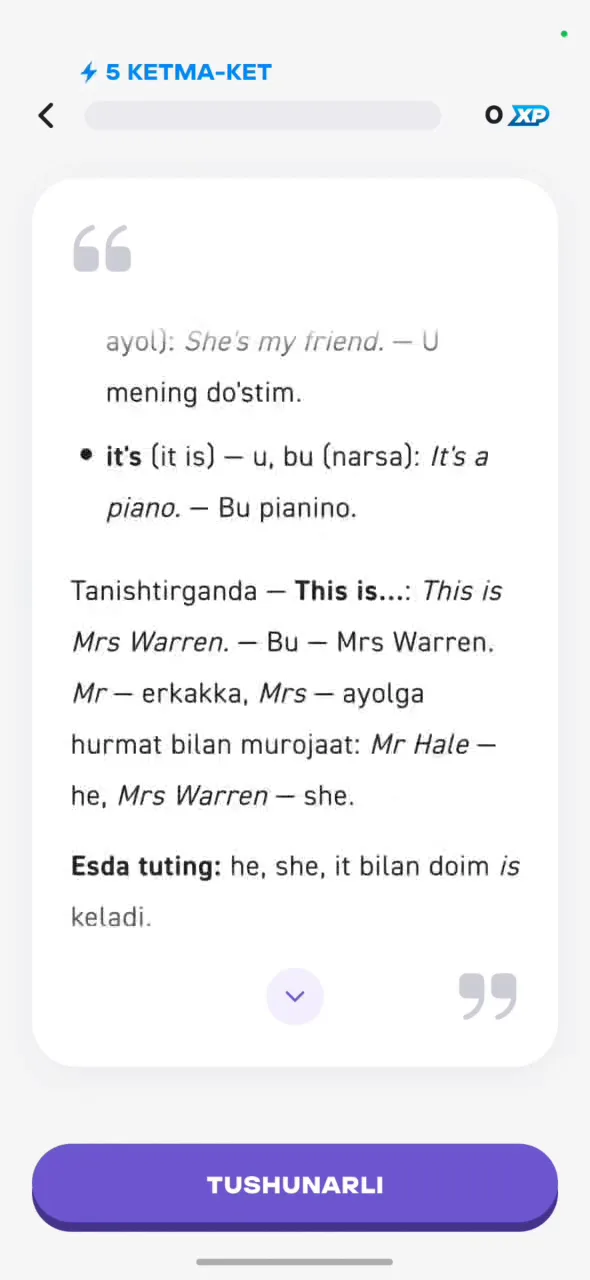 5 KETMA-KET
0 XP
ayol): She's my friend. — U
mening do'stim.
• it's (it is) — u, bu (narsa): It's a
piano. — Bu pianino.
Tanishtirganda — This is...: This is
Mrs Warren. — Bu — Mrs Warren.
Mr — erkakka, Mrs — ayolga
hurmat bilan murojaat: Mr Hale —
he, Mrs Warren — she.
Esda tuting: he, she, it bilan doim is
keladi.
TUSHUNARLI